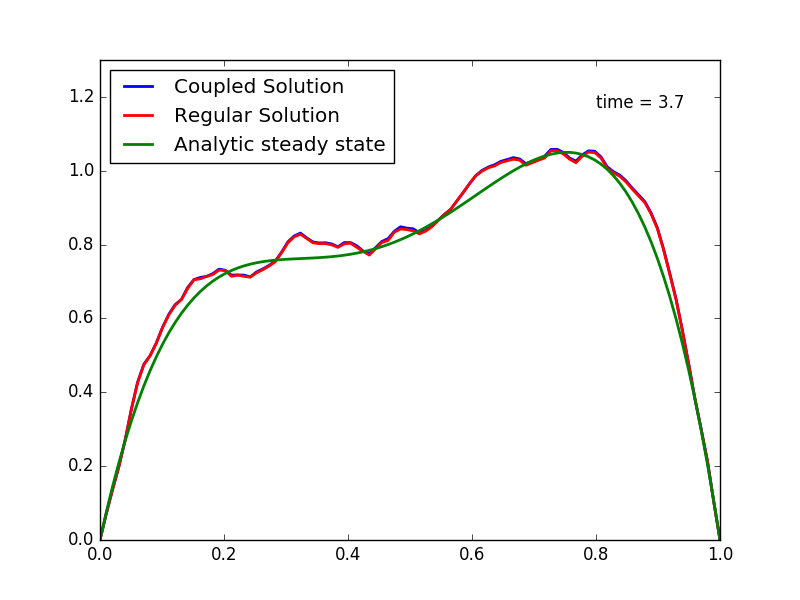 Coupled Solution
Regular Solution
Analytic steady state
time = 3.7
1.2
1.0
0.8
0.6
0.4
0.2
0.0
0.0 0.2 0.4 0.6 0.8 1.0